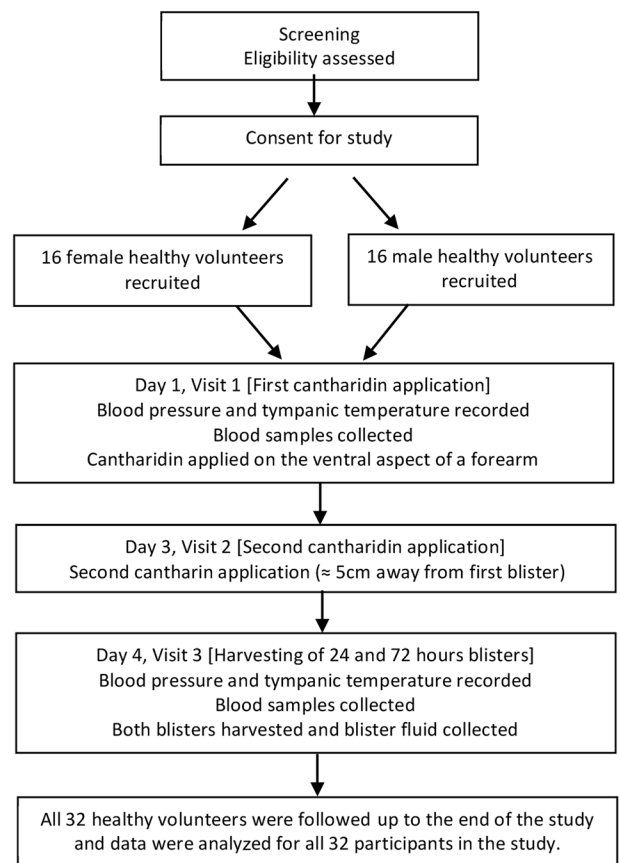 Screening
Eligibility assessed
Consent for study
16 female healthy volunteers
recruited
16 male healthy volunteers
recruited
Day 1, Visit 1 [First cantharidin application]
Blood pressure and tympanic temperature recorded
Blood samples collected
Cantharidin applied on the ventral aspect of a forearm
Day 3, Visit 2 [Second cantharidin application]
Second cantharin application (≈ 5cm away from first blister)
Day 4, Visit 3 [Harvesting of 24 and 72 hours blisters]
Blood pressure and tympanic temperature recorded
Blood samples collected
Both blisters harvested and blister fluid collected
All 32 healthy volunteers were followed up to the end of the study
and data were analyzed for all 32 participants in the study.